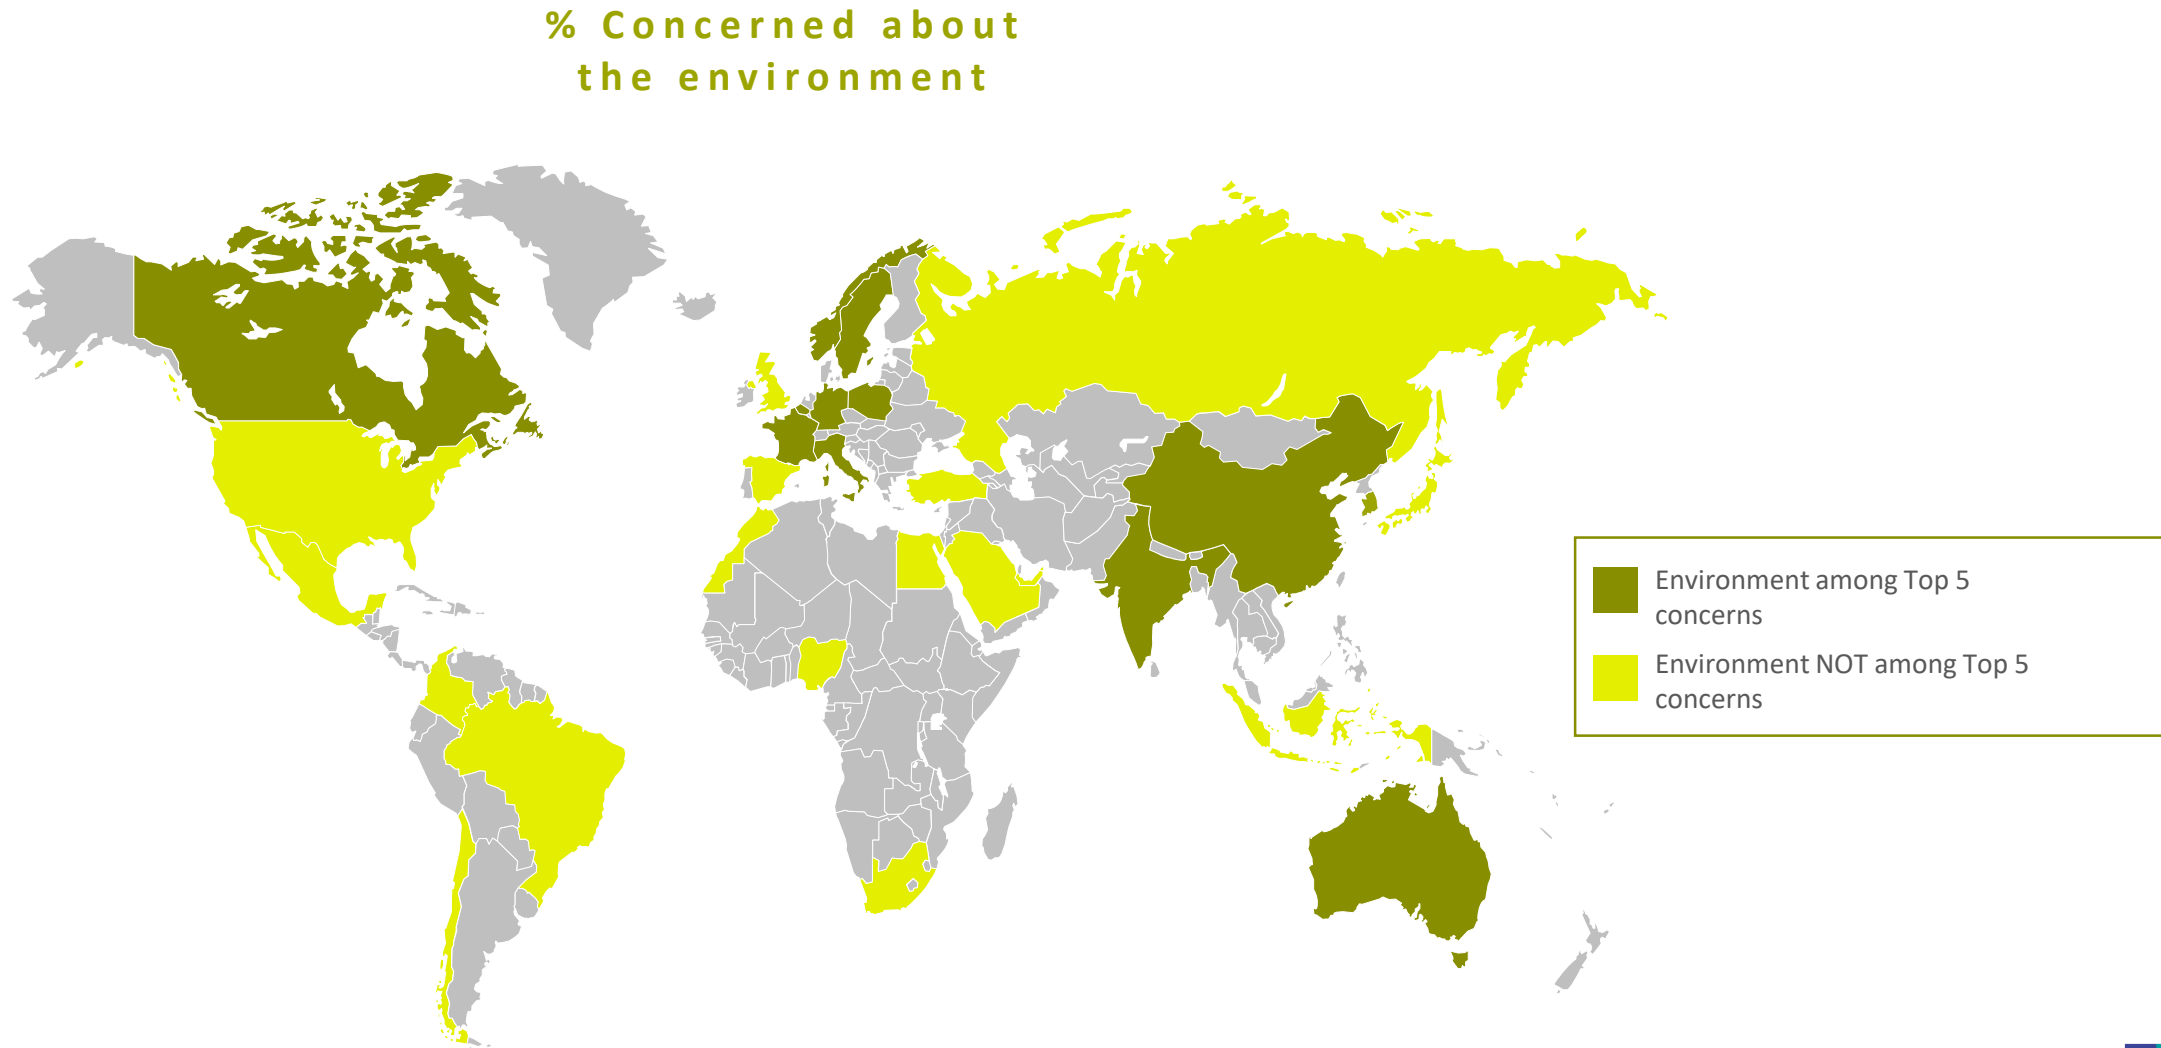 % Concerned about
the environment
Environment among Top 5
concerns
Environment NOT among Top 5
concerns